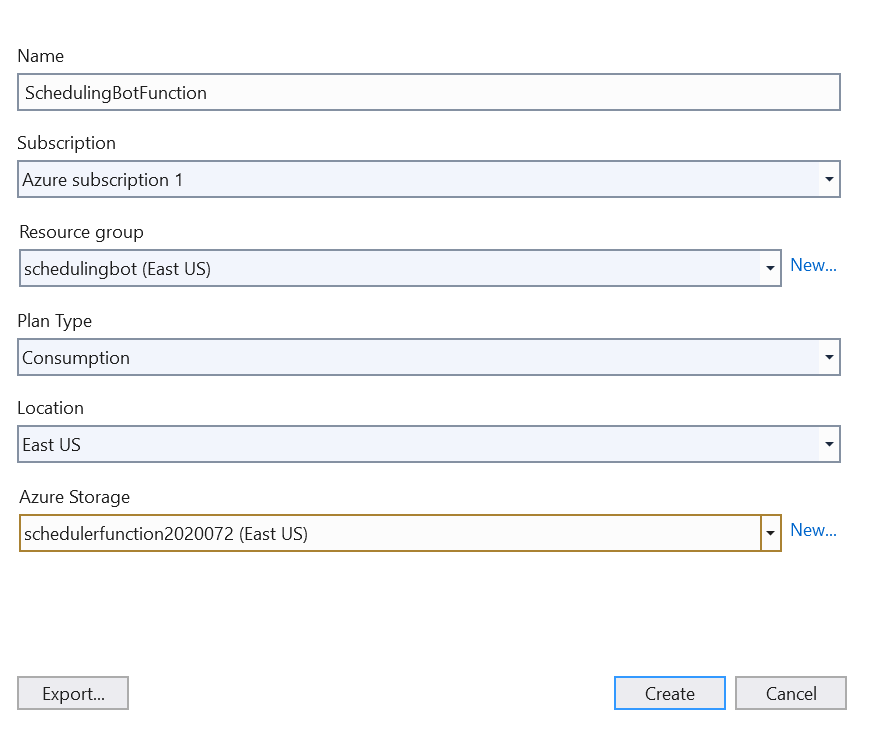 Name
SchedulingBotFunction
Subscription
Azure subscription 1
Resource group
schedulingbot (East US)
New...
Plan Type
Consumption
Location
East US
Azure Storage
schedulerfunction2020072 (East US)
New...
Export...
Create
Cancel